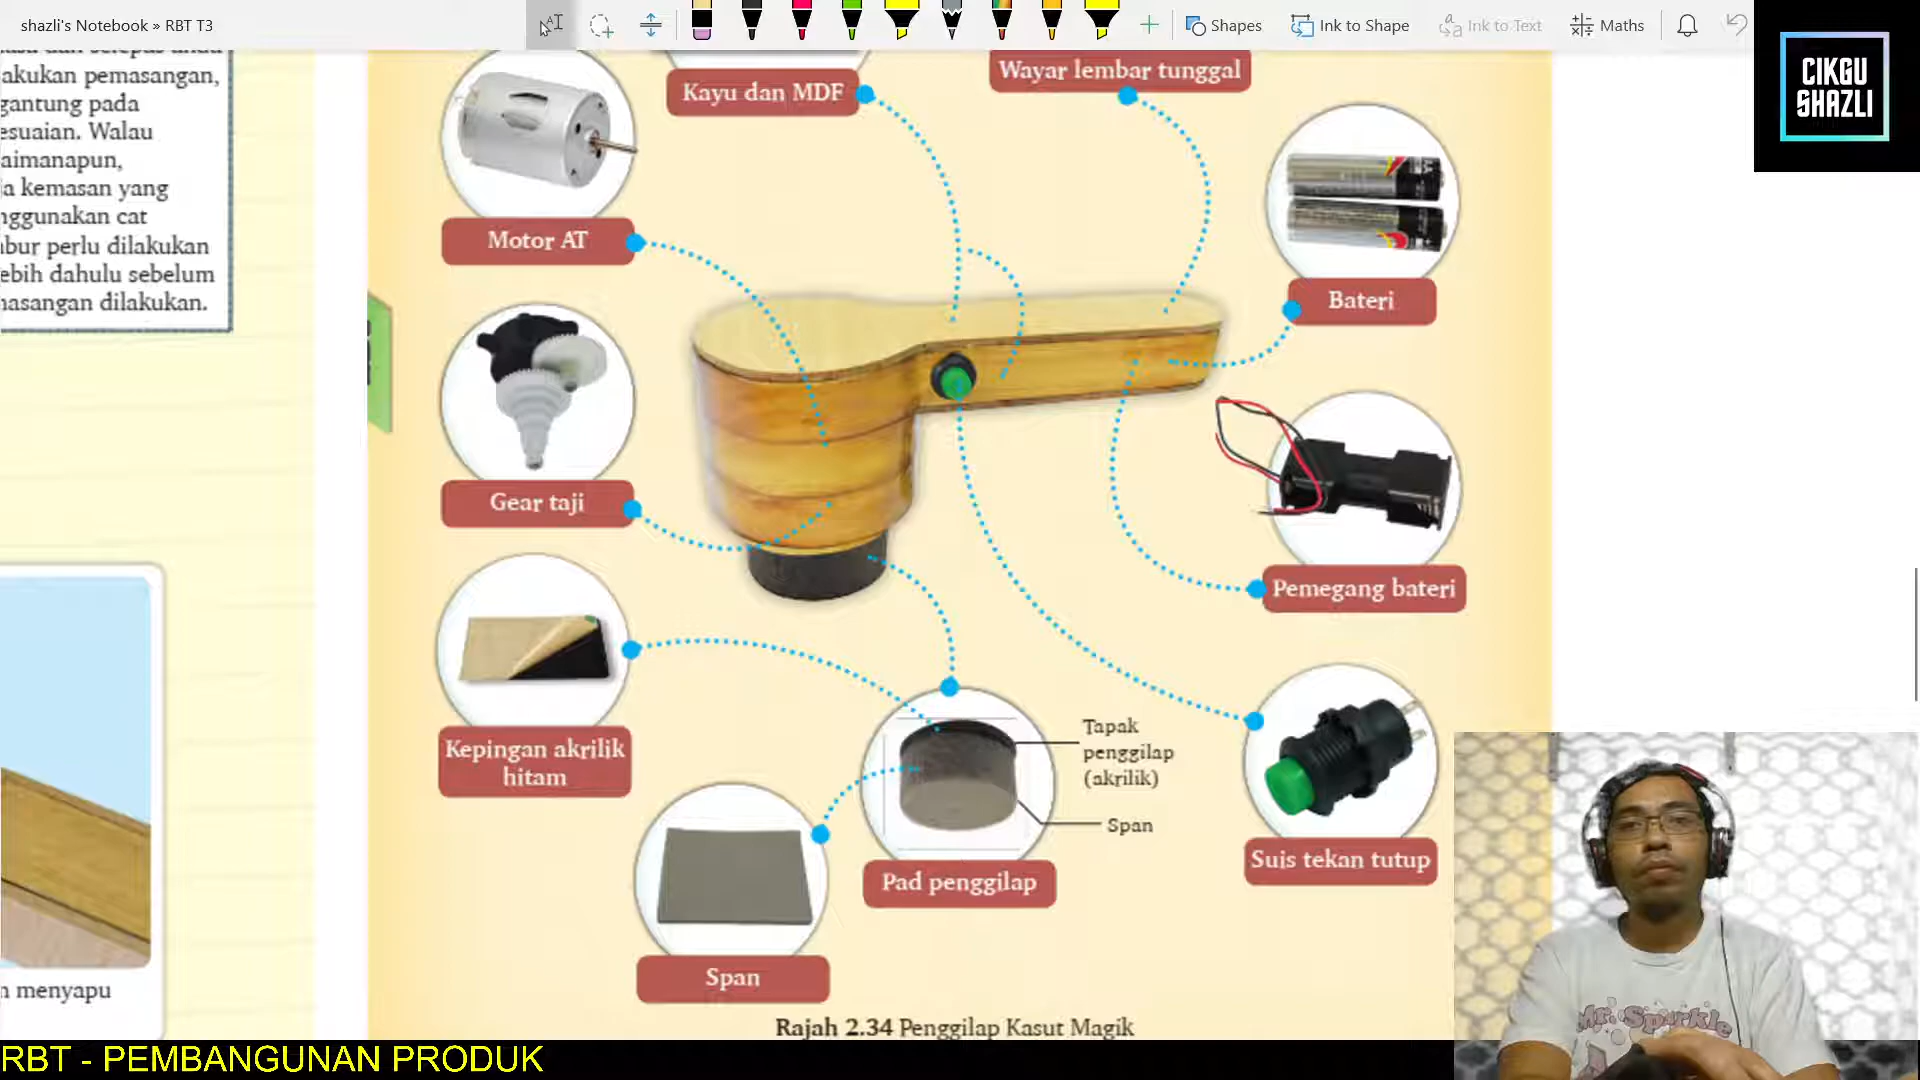 shazli's Notebook » RBT T3
Shapes
Ink to Shape
Ink to Text
Maths
CIKGU
SHAZLI
akukan pemasangan,
gantung pada
esuaian. Walau
aimanapun,
a kemasan yang
nggunakan cat
bur perlu dilakukan
ebih dahulu sebelum
nasangan dilakukan.
n menyapu
Kayu dan MDF
Wayar lembar tunggal
Motor AT
Bateri
Gear taji
Pemegang bateri
Kepingan akrilik
hitam
Tapak
penggilap
(akrilik)
Span
Suis tekan tutup
Pad penggilap
Span
Rajah 2.34 Penggilap Kasut Magik
Mr. Sparkle
RBT - PEMBANGUNAN PRODUK